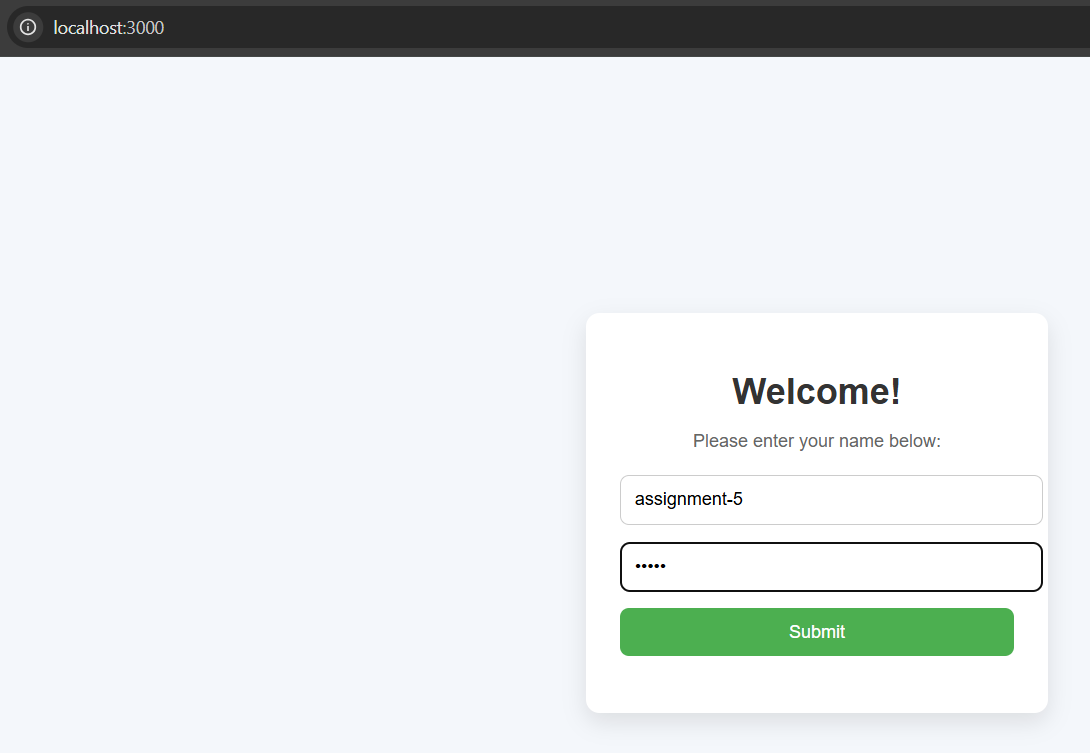 localhost:3000
Welcome!
Please enter your name below:
assignment-5
•••••
Submit